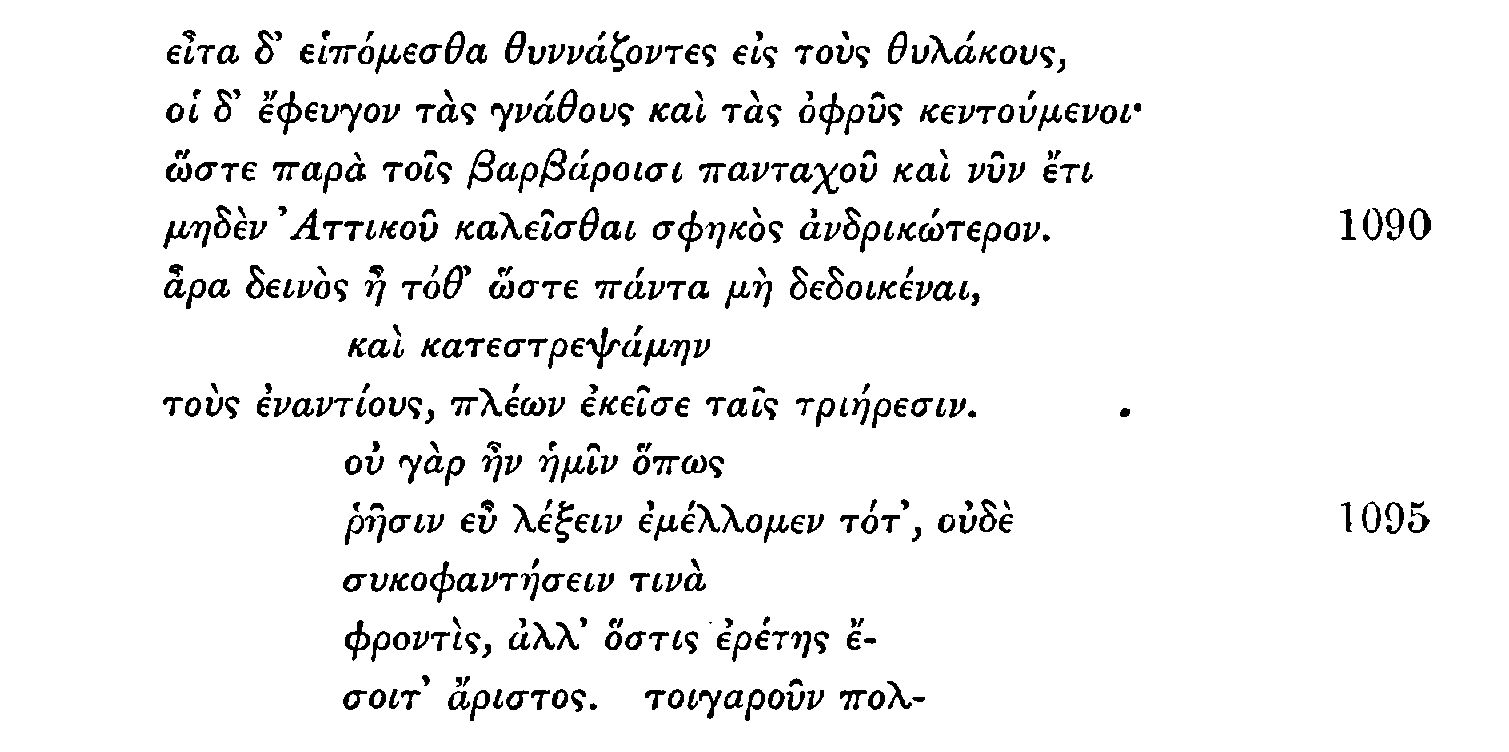 εἶτα δ’ εἱπόμεσθα θυννάζοντες εἰς τοὺς θυλάκους,
οἱ δ’ ἔφευγον τὰς γνάθους καὶ τὰς ὀφρῦς κεντούμενοι·
ὥστε παρὰ τοῖς βαρβάροισι πανταχοῦ καὶ νῦν ἔτι
μηδὲν Ἀττικοῦ καλεῖσθαι σφηκὸς ἀνδρικώτερον. 1090
ἆρα δεινὸς ἦ τόθ’ ὥστε πάντα μὴ δεδοικέναι,
καὶ κατεστρεψάμην
τοὺς ἐναντίους, πλέων ἐκεῖσε ταῖς τριήρεσιν.
οὐ γὰρ ἦν ἡμῖν ὅπως
ῥῆσιν εὖ λέξειν ἐμέλλομεν τότ’, οὐδὲ 1095
συκοφαντήσειν τινὰ
φροντὶς, ἀλλ’ ὅστις ἐρέτης ἔ-
σοιτ’ ἄριστος. τοιγαροῦν πολ-